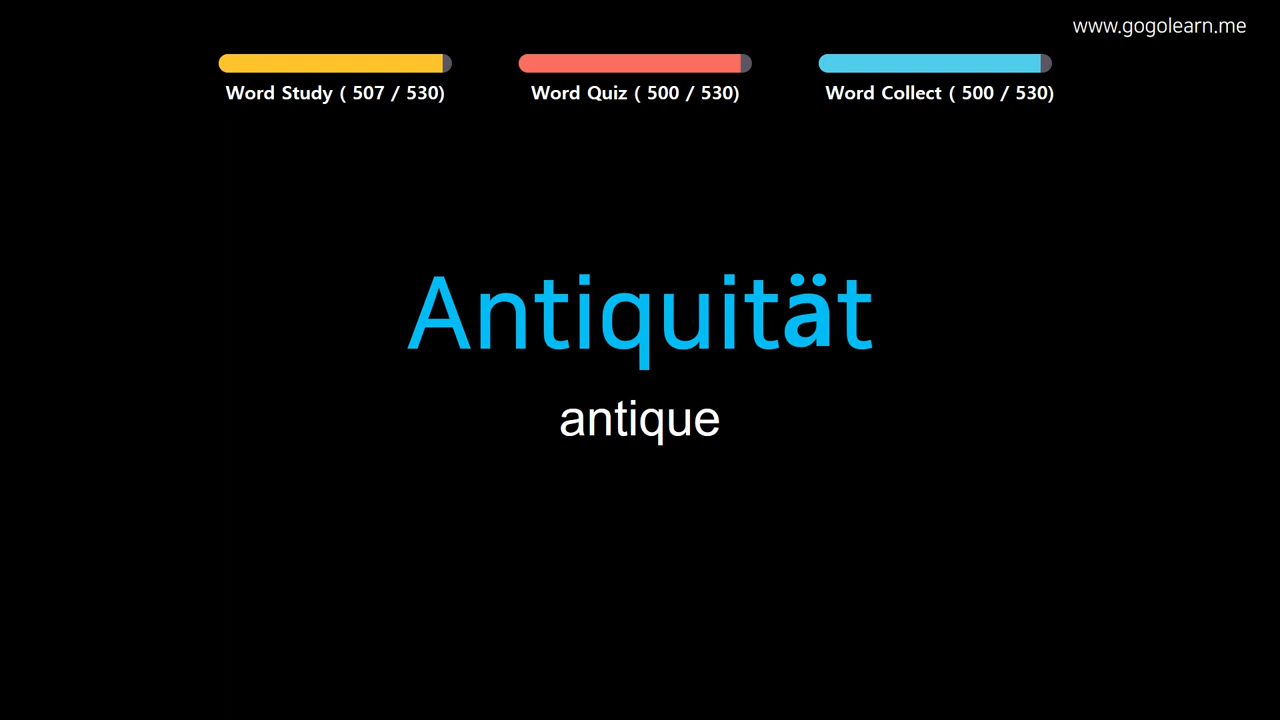 www.gogolearn.me
Word Study ( 507 / 530)
Word Quiz ( 500 / 530)
Word Collect ( 500 / 530)
Antiquität
antique